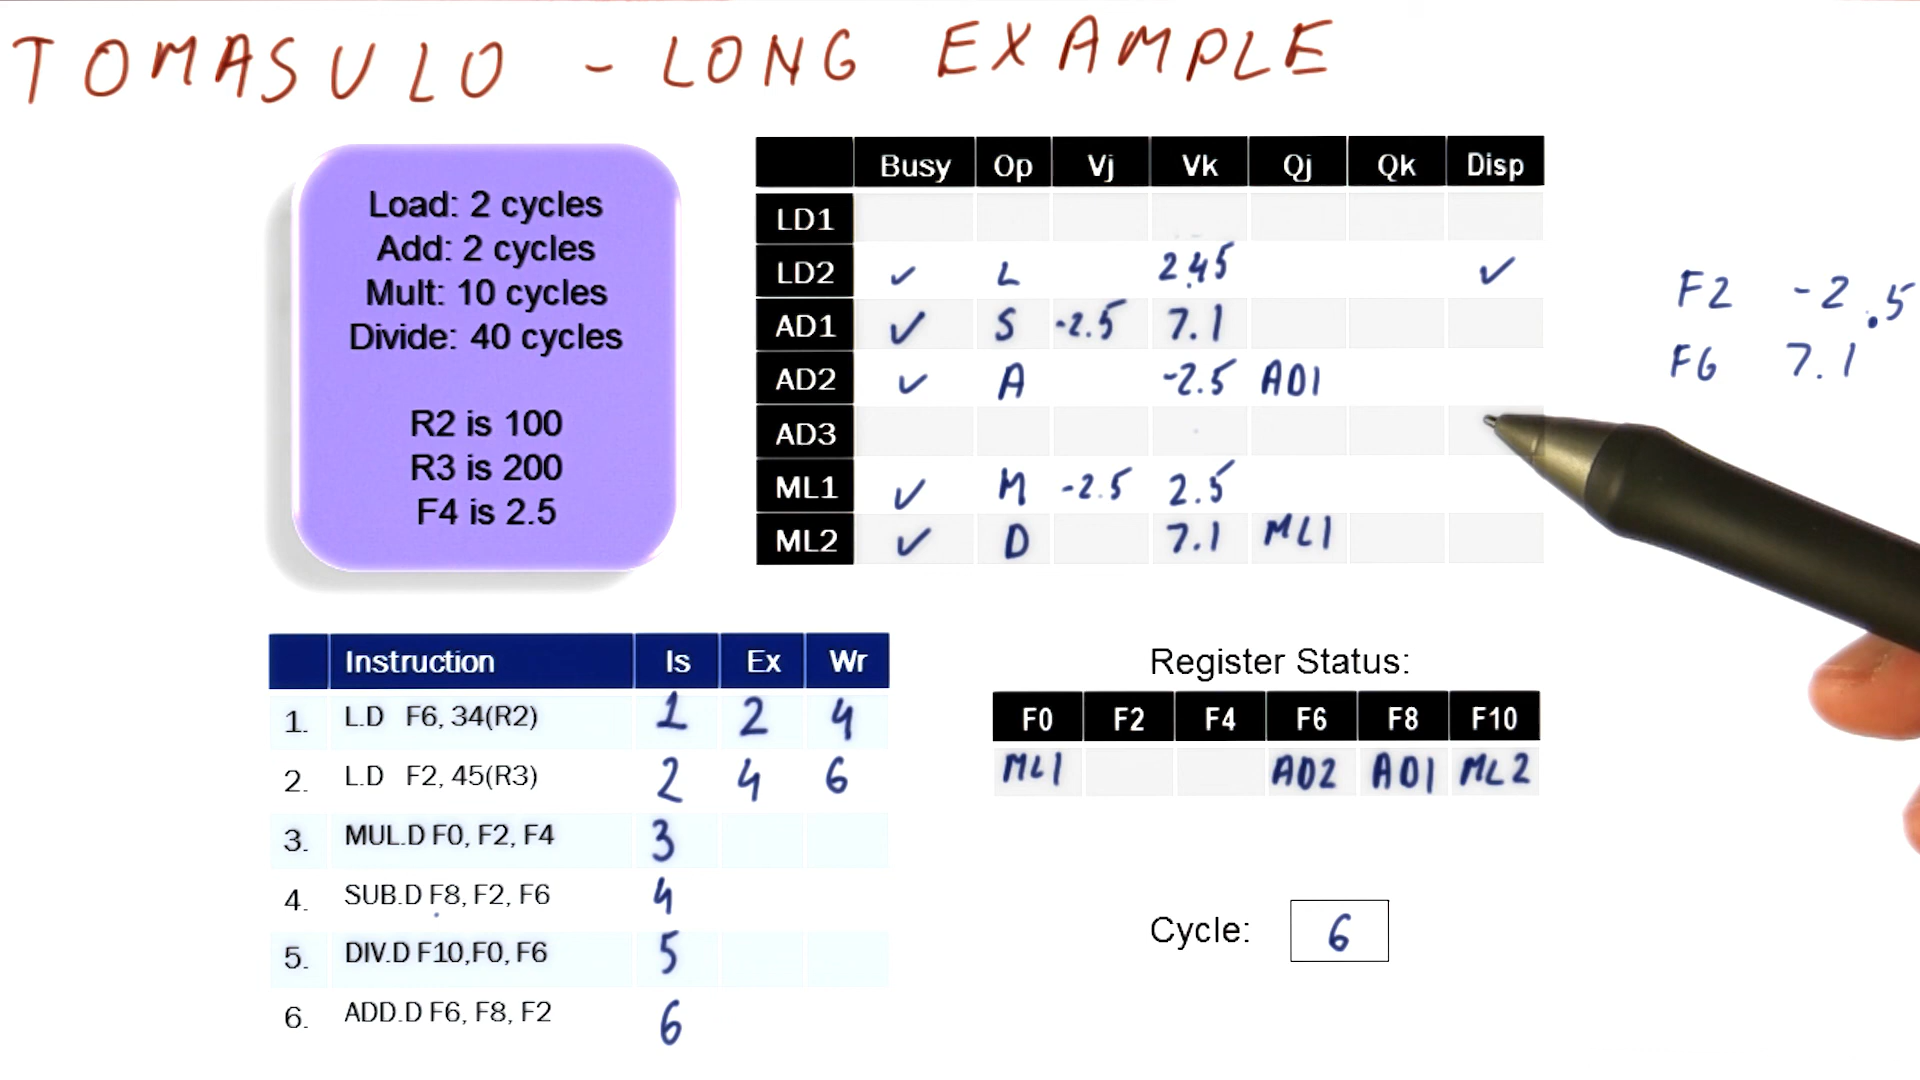 TOMASULO - LONG EXAMPLE
Load: 2 cycles
Add: 2 cycles
Mult: 10 cycles
Divide: 40 cycles
R2 is 100
R3 is 200
F4 is 2.5
Busy Op Vj Vk Qj Qk Disp
LD1
LD2 ✓ L 245 ✓
AD1 ✓ S -2.5 7.1
AD2 ✓ A -2.5 AD1
AD3
ML1 ✓ M -2.5 2.5
ML2 ✓ D 7.1 ML1
F2 -2.5
F6 7.1
Instruction Is Ex Wr
1. L.D F6, 34(R2) 1 2 4
2. L.D F2, 45(R3) 2 4 6
3. MUL.D F0, F2, F4 3
4. SUB.D F8, F2, F6 4
5. DIV.D F10,F0, F6 5
6. ADD.D F6, F8, F2 6
Register Status:
F0 F2 F4 F6 F8 F10
ML1 AD2 AD1 ML2
Cycle: 6